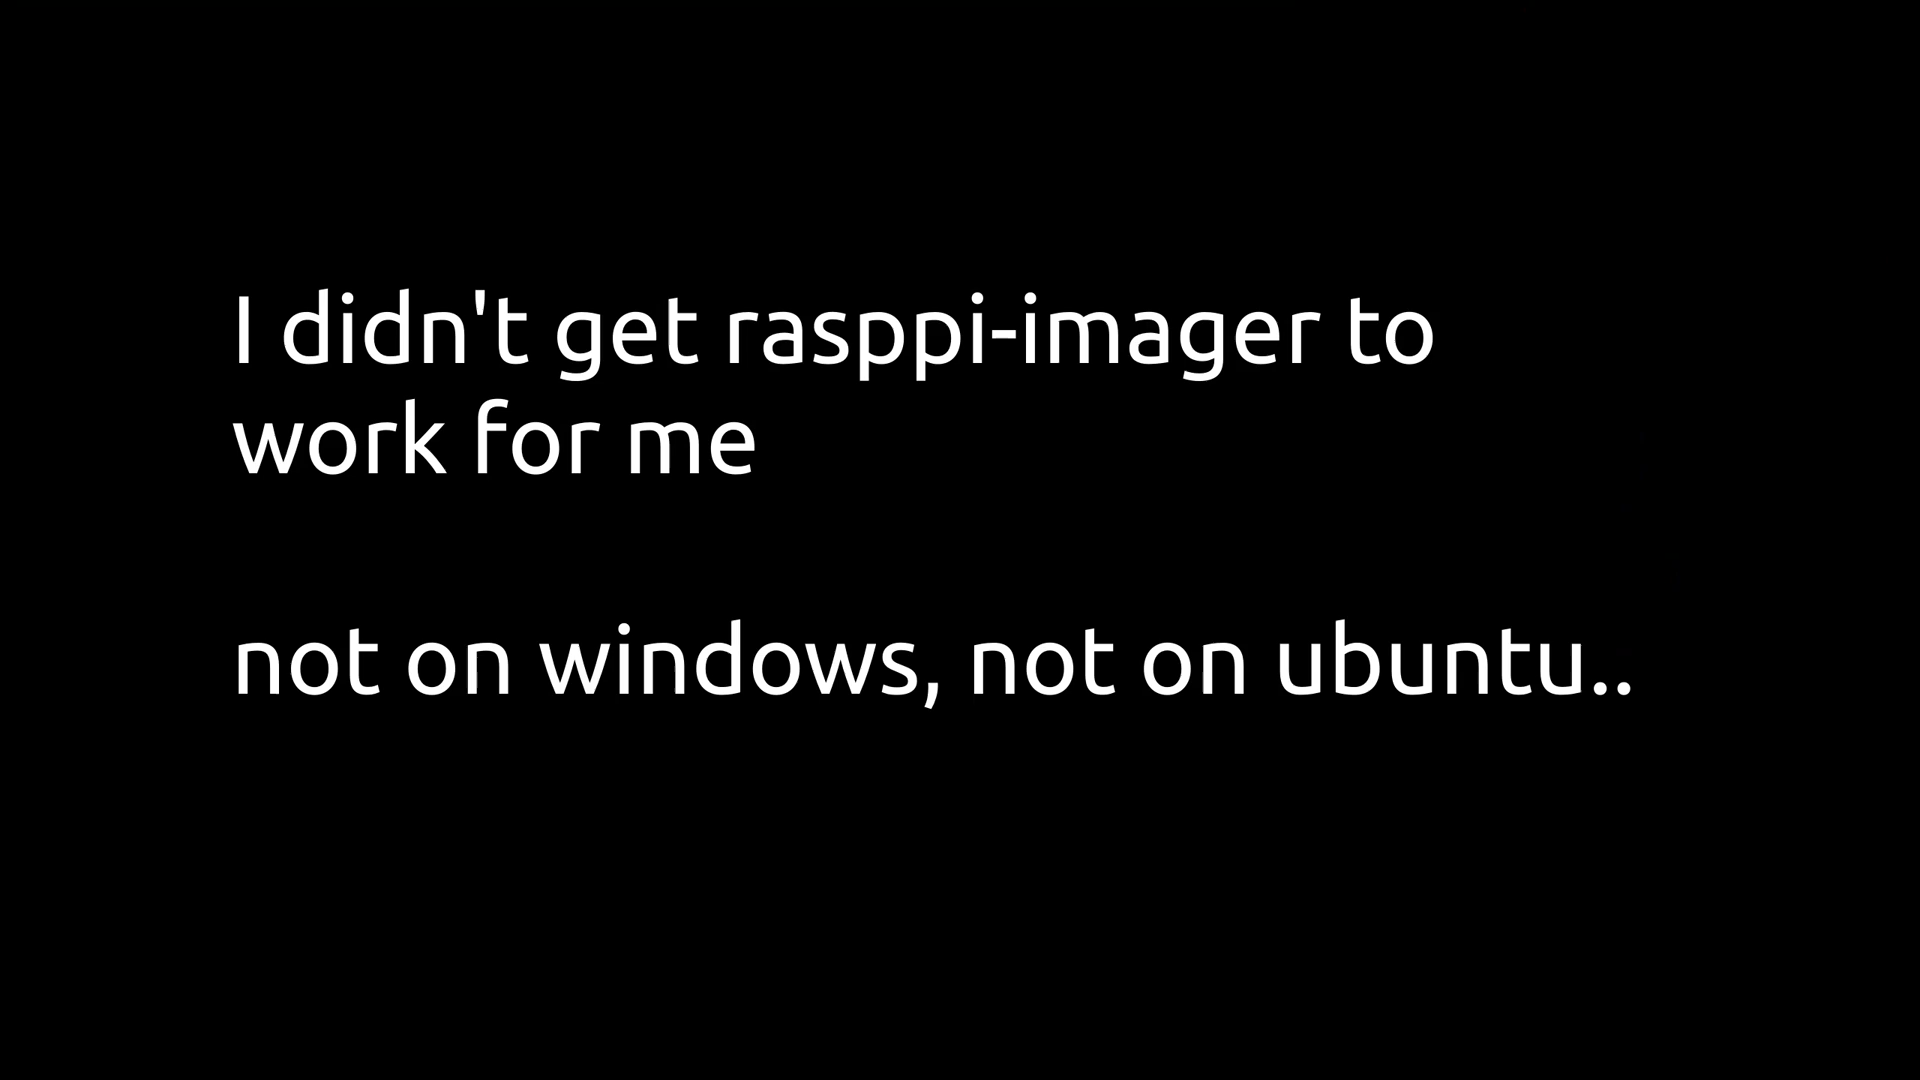 I didn't get rasppi-imager to
work for me
not on windows, not on ubuntu..